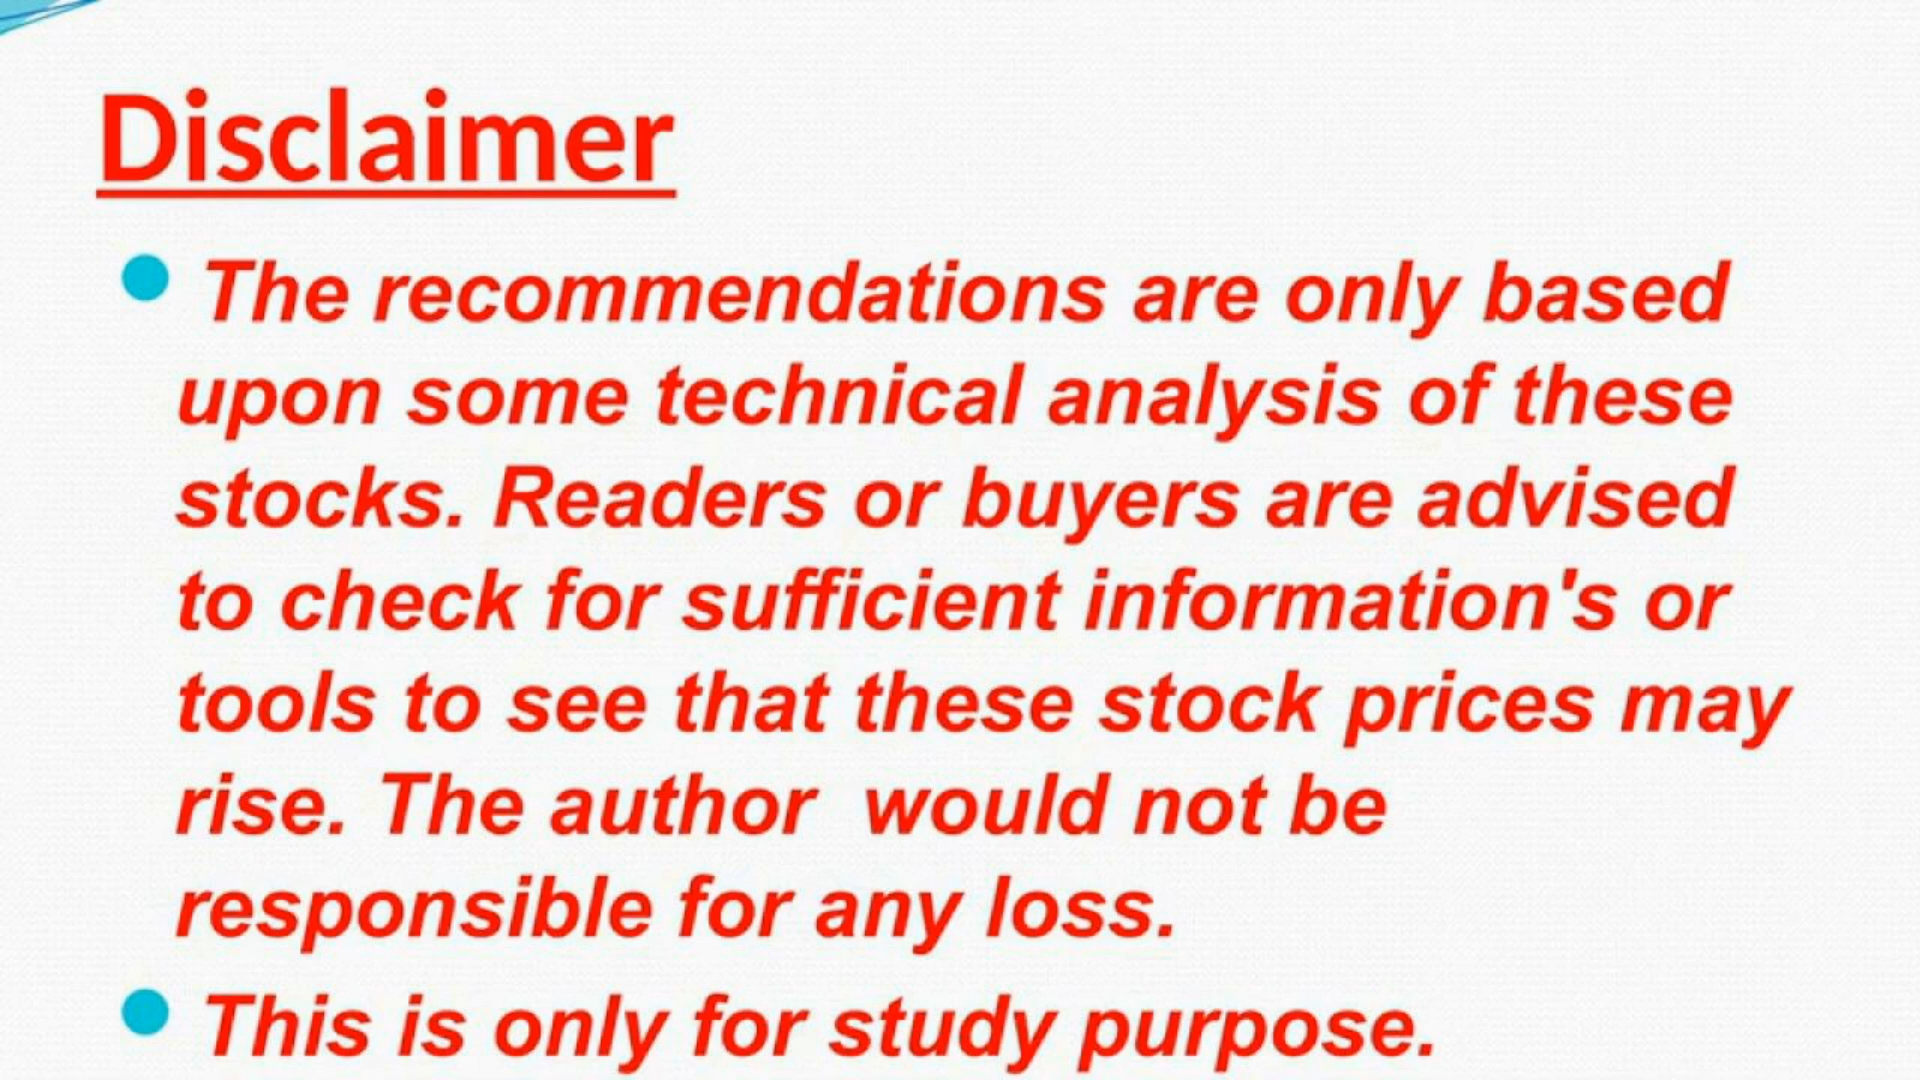 Disclaimer
The recommendations are only based
upon some technical analysis of these
stocks. Readers or buyers are advised
to check for sufficient information's or
tools to see that these stock prices may
rise. The author  would not be
responsible for any loss.
This is only for study purpose.